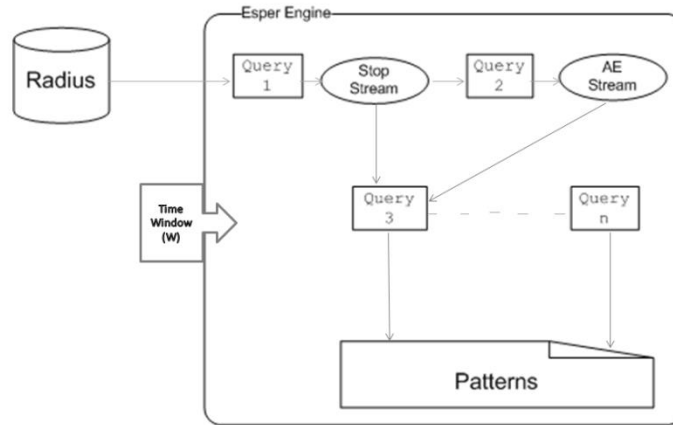 Esper Engine
Radius
Query
1
Stop
Stream
Query
2
AE
Stream
Time
Window
(W)
Query
3
Query
n
Patterns